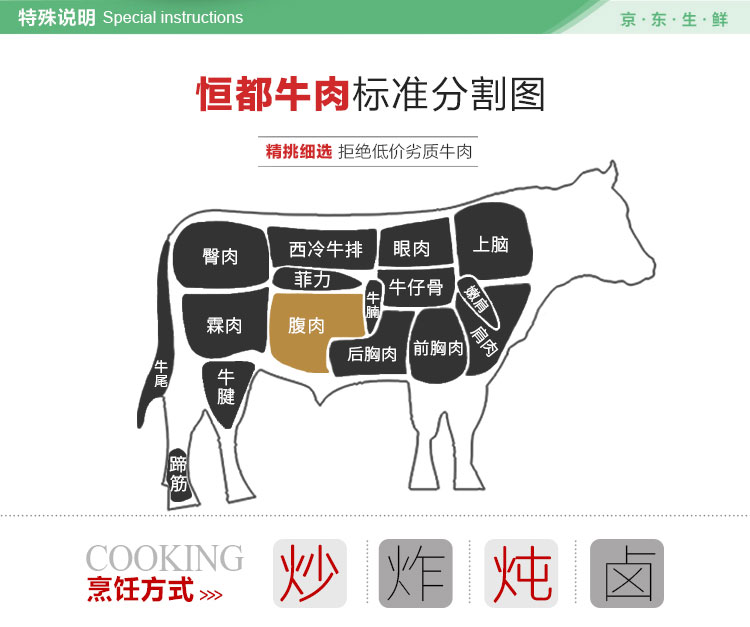 特殊说明 Special instructions
京·东·生·鲜
恒都牛肉标准分割图
精挑细选 拒绝低价劣质牛肉
臀肉
西冷牛排
眼肉
上脑
菲力
牛仔骨
嫩肩
牛腩
霖肉
腹肉
后胸肉
前胸肉
肩肉
牛尾
牛腱
蹄筋
COOKING
烹饪方式 >>>
炒
炸
炖
卤